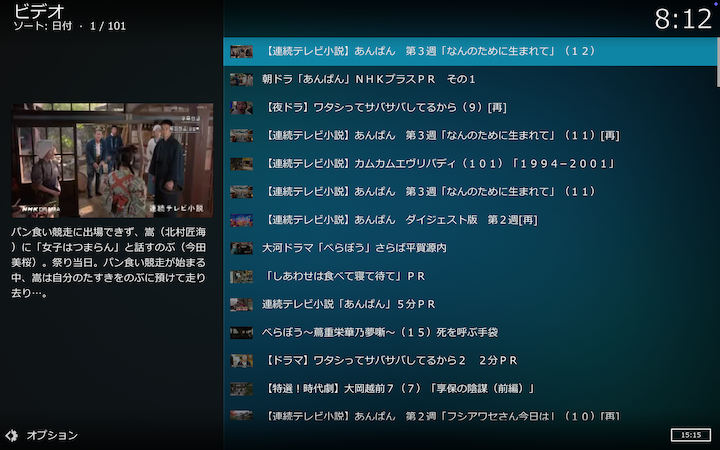 ビデオ
ソート: 日付 · 1 / 101
8:12
【連続テレビ小説】あんぱん　第３週「なんのために生まれて」（１２）
朝ドラ「あんぱん」ＮＨＫプラスＰＲ　その１
【夜ドラ】ワタシってサバサバしてるから（９）[再]
【連続テレビ小説】あんぱん　第３週「なんのために生まれて」（１１）[再]
【連続テレビ小説】カムカムエヴリバディ（１０１）「１９９４−２００１」
【連続テレビ小説】あんぱん　第３週「なんのために生まれて」（１１）
【連続テレビ小説】あんぱん　ダイジェスト版　第２週[再]
大河ドラマ「べらぼう」さらば平賀源内
「しあわせは食べて寝て待て」ＰＲ
連続テレビ小説「あんぱん」５分ＰＲ
べらぼう〜蔦重栄華乃夢噺〜（１５）死を呼ぶ手袋
【ドラマ】ワタシってサバサバしてるから２　２分ＰＲ
【特選！時代劇】大岡越前７（７）「享保の陰謀（前編）」
【連続テレビ小説】あんぱん　第２週「フシアワセさん今日は」（１０）[再]
連続テレビ小説
パン食い競走に出場できず、嵩（北村匠海
）に「女子はつまらん」と話すのぶ（今田
美桜）。祭り当日。パン食い競走が始まる
中、嵩は自分のたすきをのぶに預けて走り
去り…。
オプション
15:15